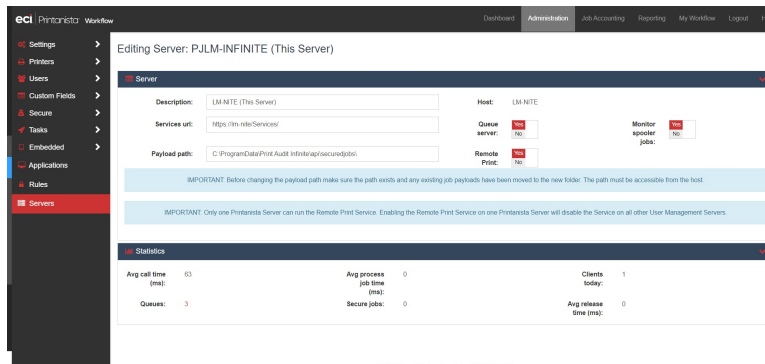 eci Printanista Workflow
Dashboard Administration Job Accounting Reporting My Workflow Logout
Settings
Printers
Users
Custom Fields
Secure
Tasks
Embedded
Applications
Rules
Servers
Editing Server: PJLM-INFINITE (This Server)
Server
Description: LM-NITE (This Server) Host: LM-NITE
Services url: https://lm-nite/Services/ Queue server: Yes No Monitor spooler jobs: Yes No
Payload path: C:\ProgramData\Print Audit Infinite\api\securedjobs\ Remote Print: Yes No
IMPORTANT: Before changing the payload path make sure the path exists and any existing job payloads have been moved to the new folder. The path must be accessible from the host.
IMPORTANT: Only one Printanista Server can run the Remote Print Service. Enabling the Remote Print Service on one Printanista Server will disable the Service on all other User Management Servers.
Statistics
Avg call time (ms): 63 Avg process job time (ms): 0 Clients today: 1
Queues: 3 Secure jobs: 0 Avg release time (ms): 0